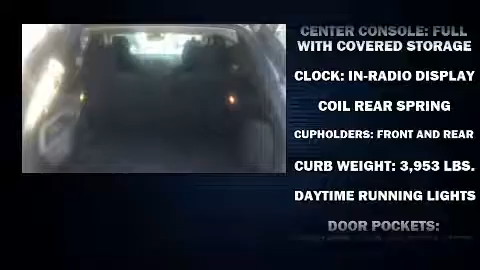 CENTER CONSOLE: FULL
WITH COVERED STORAGE
CLOCK: IN-RADIO DISPLAY
COIL REAR SPRING
CUPHOLDERS: FRONT AND REAR
CURB WEIGHT: 3,953 LBS.
DAYTIME RUNNING LIGHTS
DOOR POCKETS: